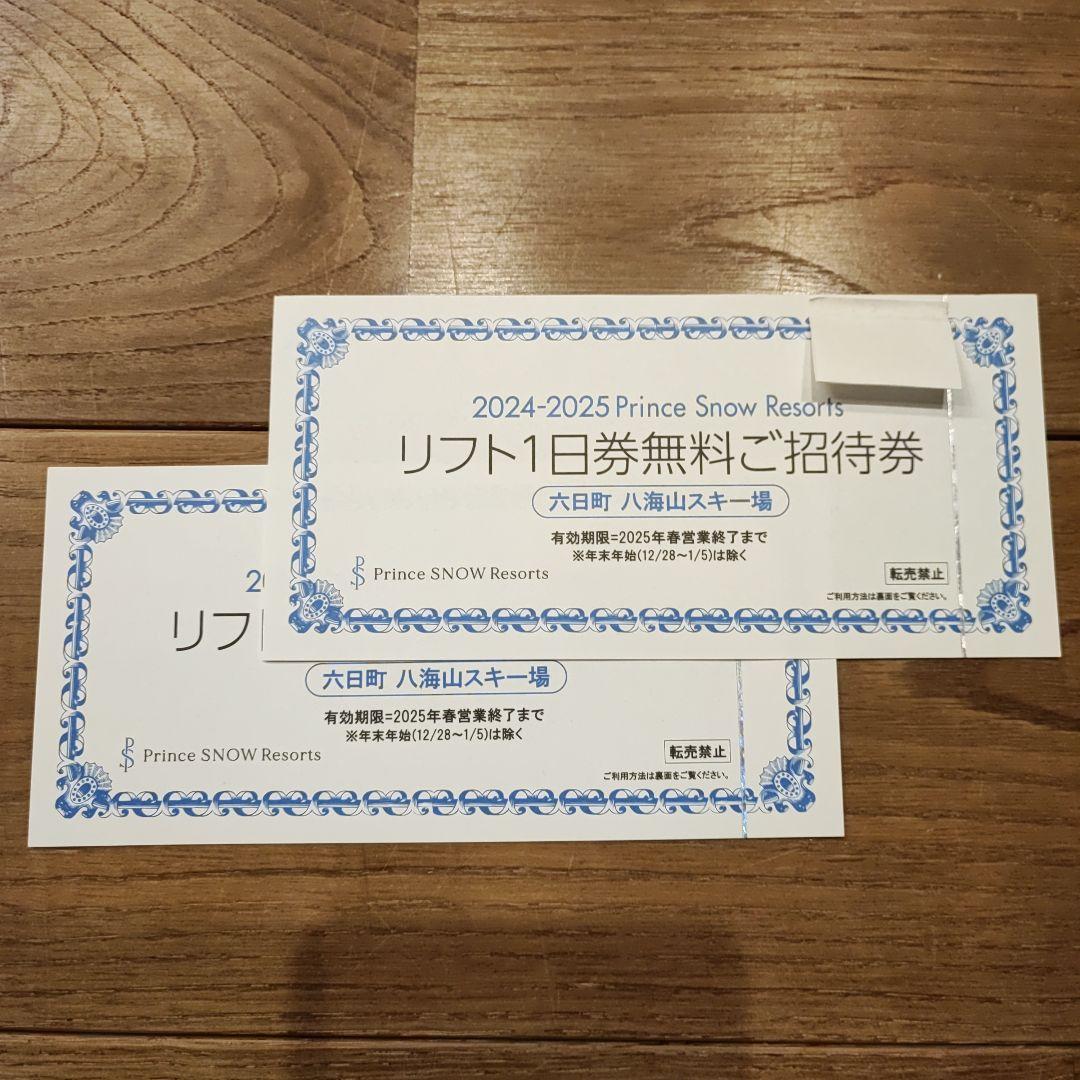 2024-2025 Prince Snow Resorts
リフト1日券無料ご招待券
六日町 八海山スキー場
有効期限=2025年春営業終了まで
※年末年始(12/28〜1/5)は除く
Prince SNOW Resorts
転売禁止
ご利用方法は裏面をご覧ください。
2
リフ
六日町 八海山スキー場
有効期限=2025年春営業終了まで
※年末年始(12/28〜1/5)は除く
Prince SNOW Resorts
転売禁止
ご利用方法は裏面をご覧ください。